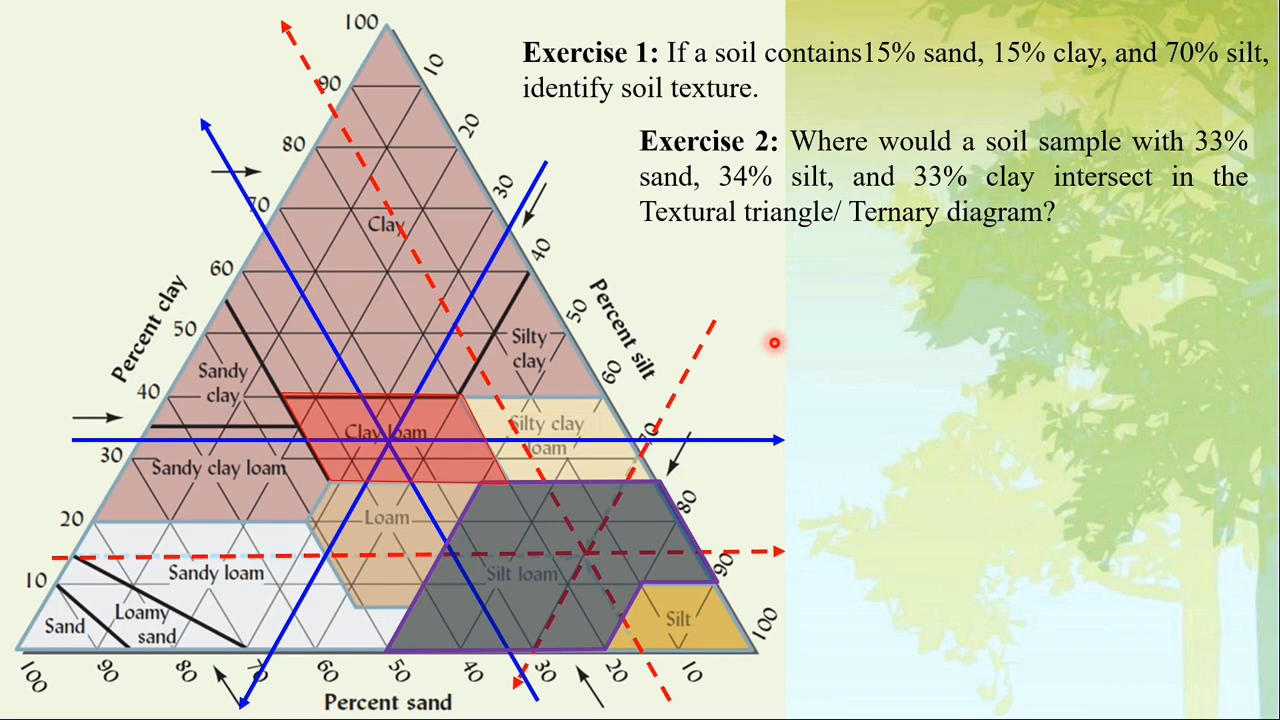 Exercise 1: If a soil contains15% sand, 15% clay, and 70% silt,
identify soil texture.
Exercise 2: Where would a soil sample with 33%
sand, 34% silt, and 33% clay intersect in the
Textural triangle/ Ternary diagram?
100
90
80
70
60
50
40
30
20
10
Percent clay
10
20
30
40
50
60
70
80
90
100
Percent silt
Clay
Silty
clay
Sandy
clay
Clay loam
Silty clay
loam
Sandy clay loam
Loam
Sandy loam
Silt loam
Loamy
sand
Sand
Silt
100
90
80
70
60
50
40
30
20
10
Percent sand